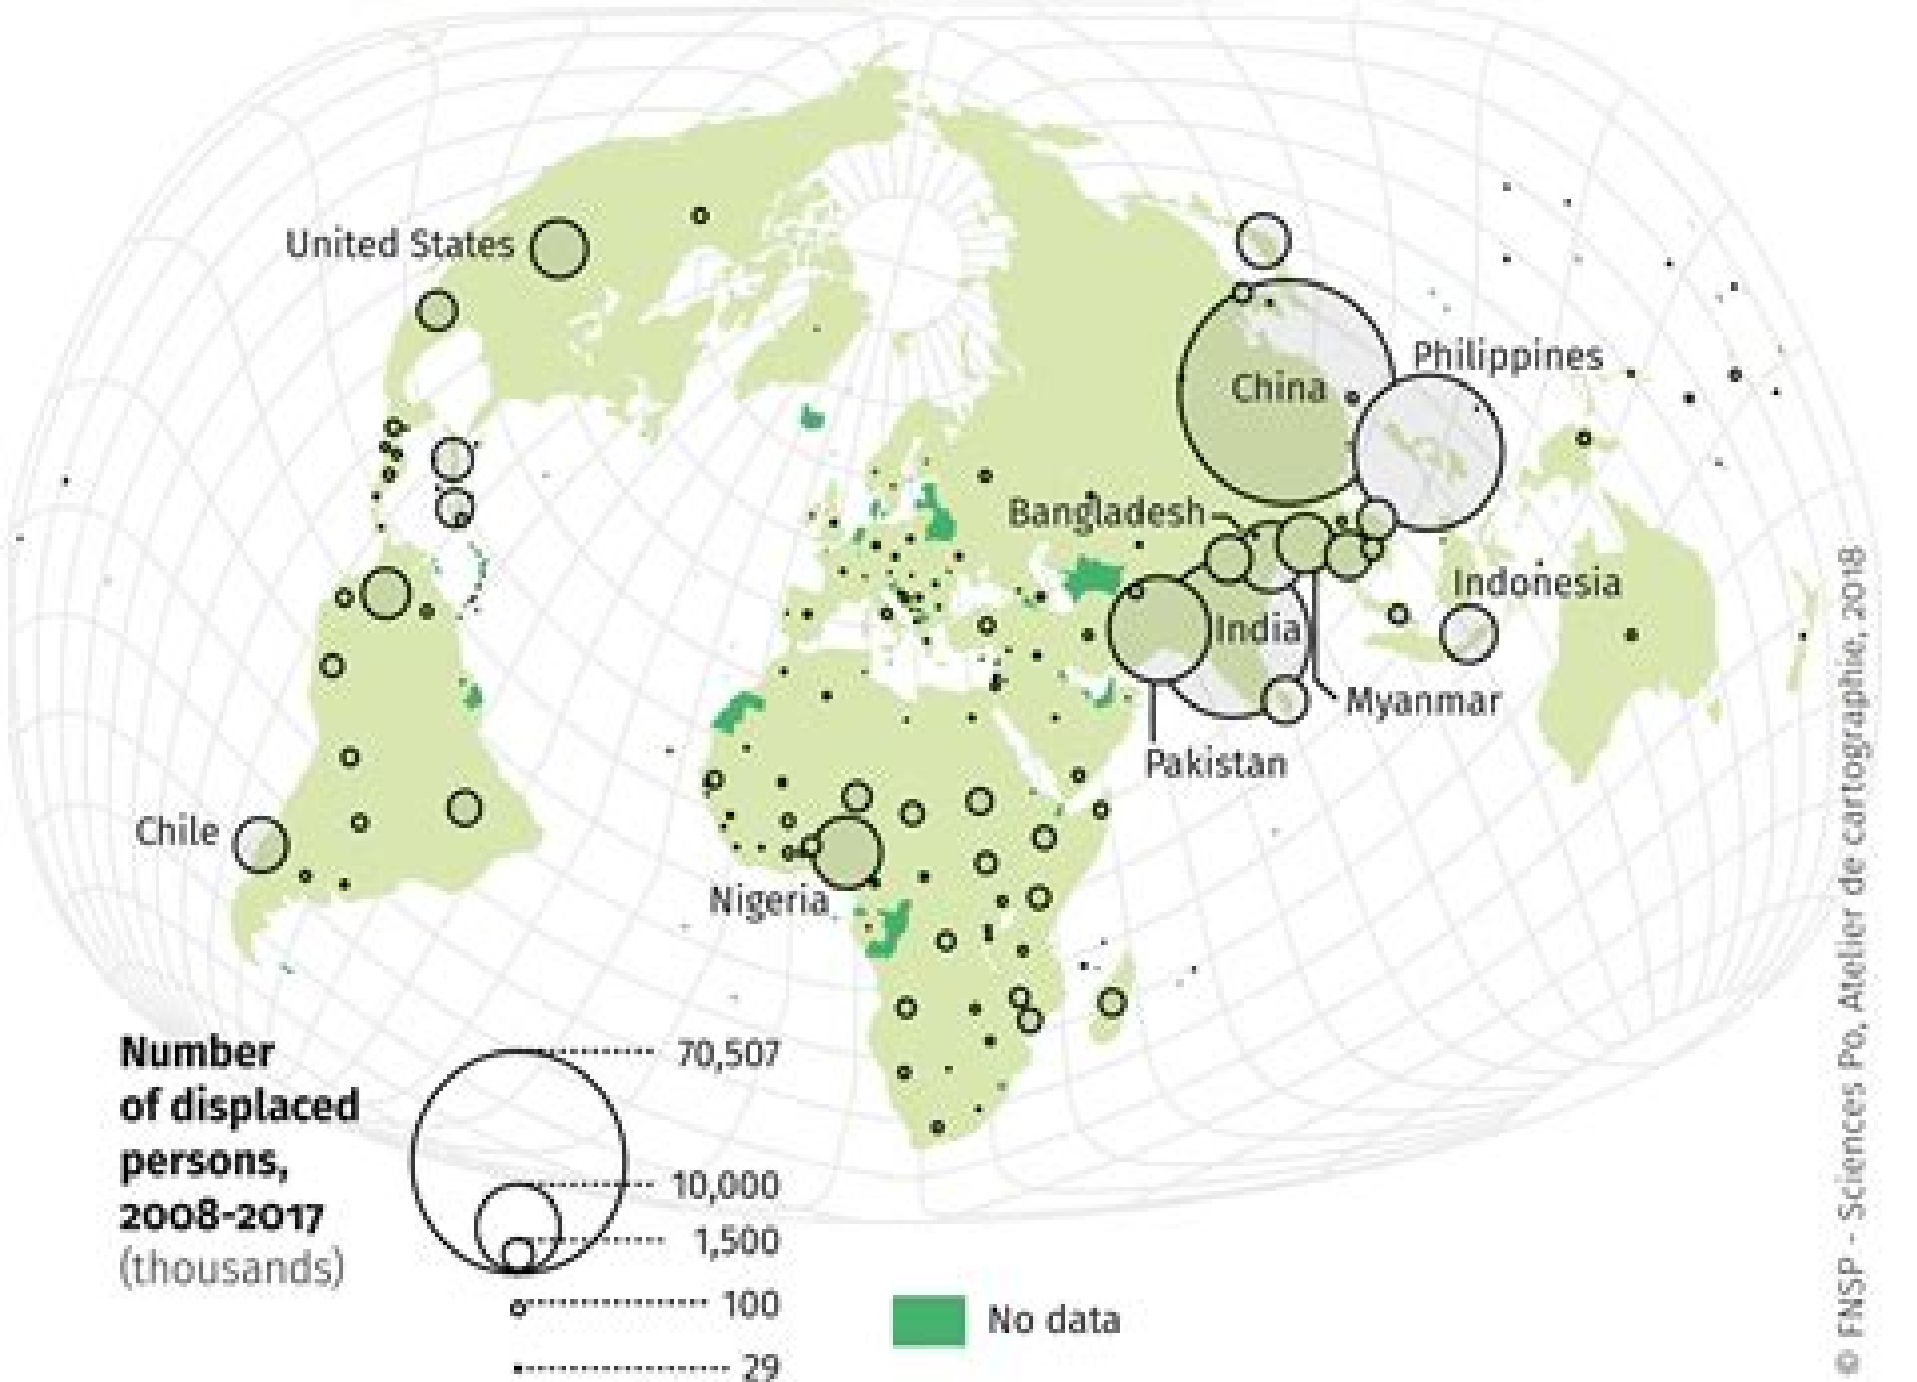 United States
Philippines
China
Bangladesh
Indonesia
India
Myanmar
Pakistan
Chile
Nigeria
Number
of displaced
persons,
2008-2017
(thousands)
70,507
10,000
1,500
100
29
No data
© FNSP - Sciences Po, Atelier de cartographie, 2018